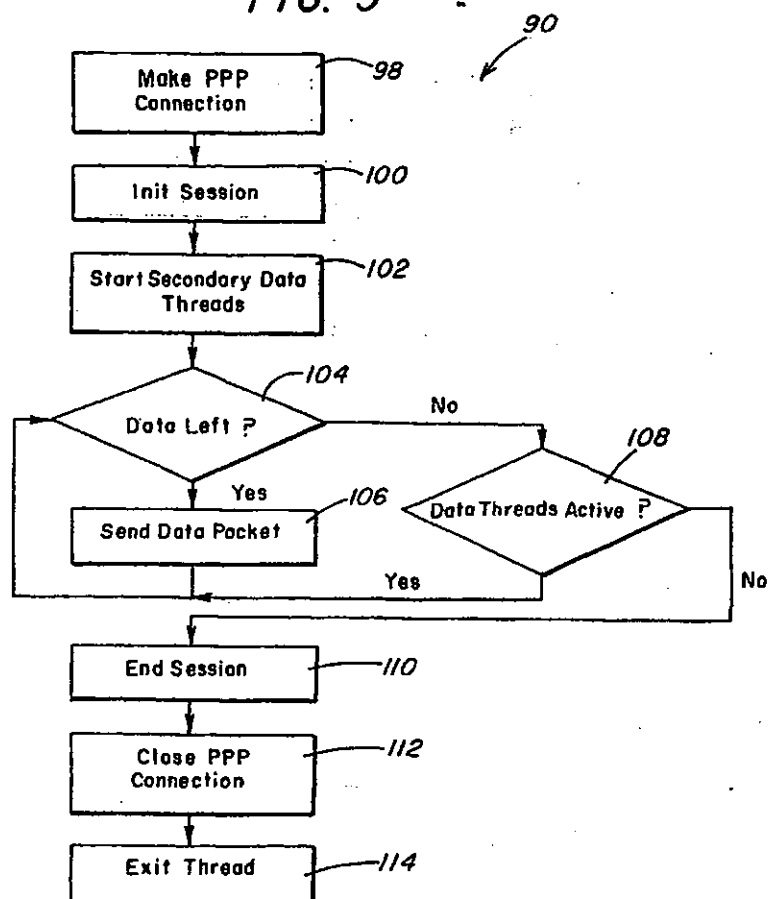 90
Make PPP
Connection
98
Init Session
100
Start Secondary Data
Threads
102
Data Left ?
104
No
Yes
Send Data Packet
106
Data Threads Active ?
108
Yes
No
End Session
110
Close PPP
Connection
112
Exit Thread
114